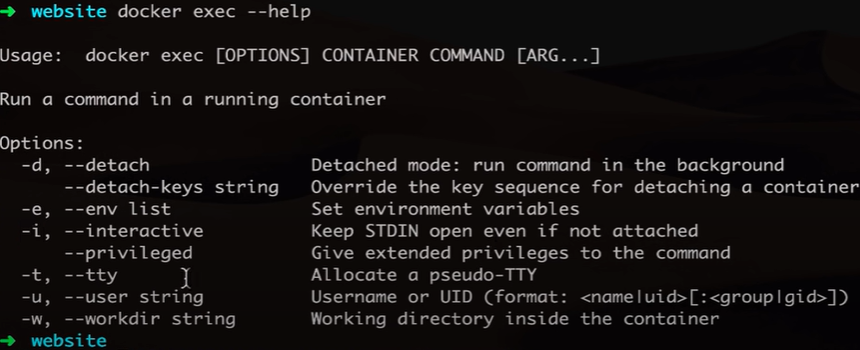 ➜ website docker exec --help
Usage:  docker exec [OPTIONS] CONTAINER COMMAND [ARG...]
Run a command in a running container
Options:
  -d, --detach               Detached mode: run command in the background
      --detach-keys string   Override the key sequence for detaching a container
  -e, --env list             Set environment variables
  -i, --interactive          Keep STDIN open even if not attached
      --privileged           Give extended privileges to the command
  -t, --tty                  Allocate a pseudo-TTY
  -u, --user string          Username or UID (format: <name|uid>[:<group|gid>])
  -w, --workdir string       Working directory inside the container
➜ website